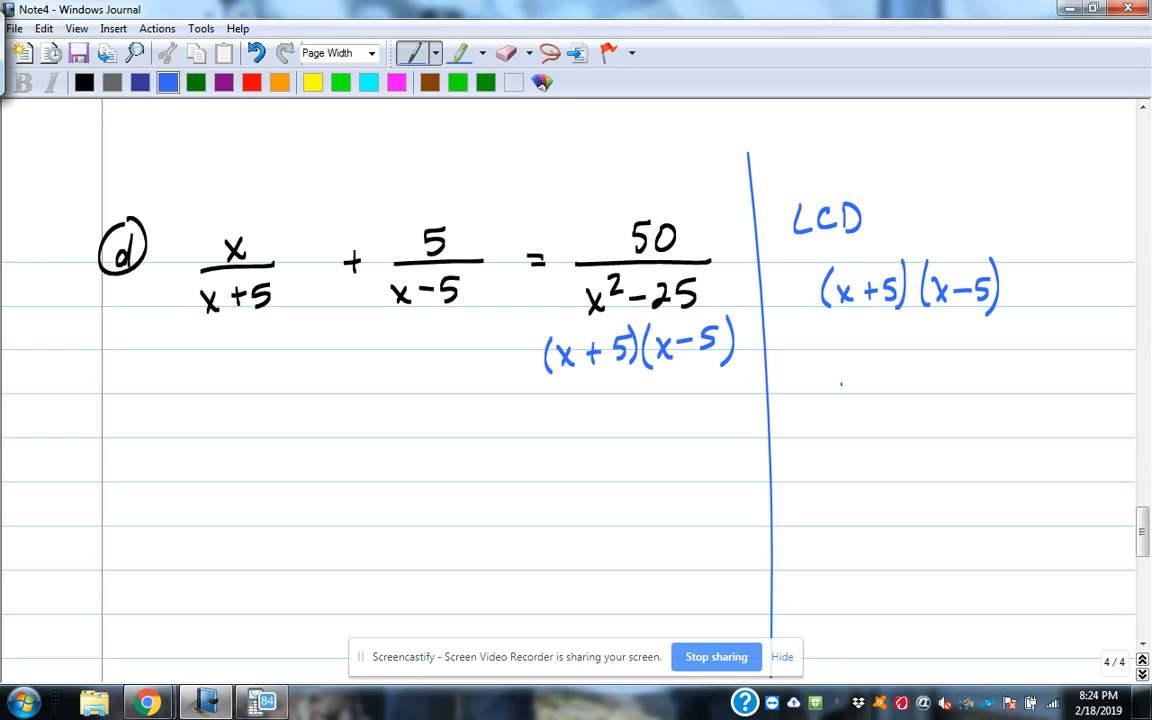 Note4 - Windows Journal
File Edit View Insert Actions Tools Help
Page Width
B I
d x/(x+5) + 5/(x-5) = 50/(x²-25)
(x+5)(x-5)
LCD
(x+5)(x-5)
Screencastify - Screen Video Recorder is sharing your screen. Stop sharing Hide
4 / 4
84
8:24 PM
2/18/2019